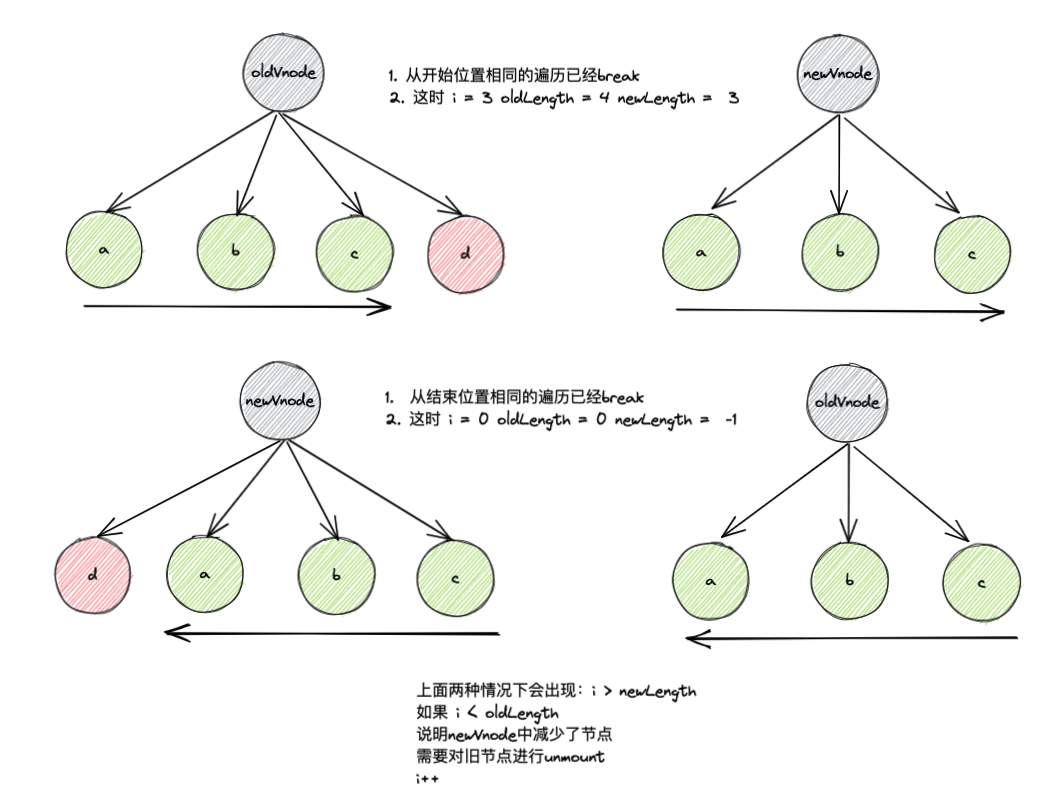 oldVnode
1. 从开始位置相同的遍历已经break
2. 这时 i = 3 oldLength = 4 newLength = 3
newVnode
a
b
c
d
a
b
c
newVnode
1. 从结束位置相同的遍历已经break
2. 这时 i = 0 oldLength = 0 newLength = -1
oldVnode
d
a
b
c
a
b
c
上面两种情况下会出现：i > newLength
如果 i < oldLength
说明newVnode中减少了节点
需要对旧节点进行unmount
i++